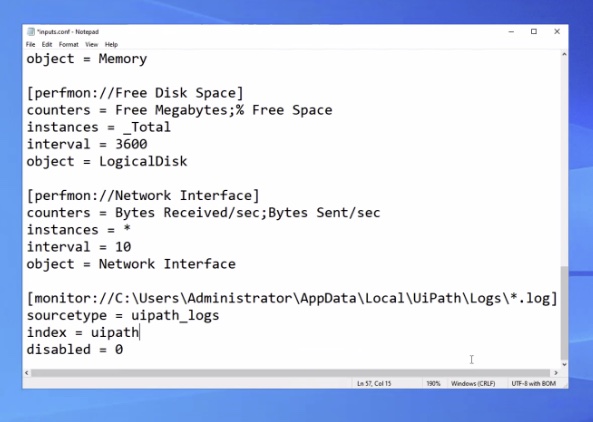 *inputs.conf - Notepad
File Edit Format View Help
object = Memory
[perfmon://Free Disk Space]
counters = Free Megabytes;% Free Space
instances = _Total
interval = 3600
object = LogicalDisk
[perfmon://Network Interface]
counters = Bytes Received/sec;Bytes Sent/sec
instances = *
interval = 10
object = Network Interface
[monitor://C:\Users\Administrator\AppData\Local\UiPath\Logs\*.log]
sourcetype = uipath_logs
index = uipath
disabled = 0
Ln 57, Col 15 190% Windows (CRLF) UTF-8 with BOM